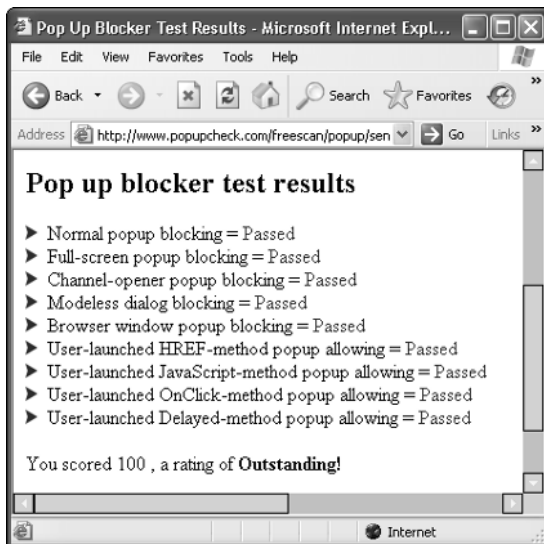 Pop Up Blocker Test Results - Microsoft Internet Expl...
File Edit View Favorites Tools Help
Back Search Favorites
Address http://www.popupcheck.com/freescan/popup/sen Go Links
Pop up blocker test results
Normal popup blocking = Passed
Full-screen popup blocking = Passed
Channel-opener popup blocking = Passed
Modeless dialog blocking = Passed
Browser window popup blocking = Passed
User-launched HREF-method popup allowing = Passed
User-launched JavaScript-method popup allowing = Passed
User-launched OnClick-method popup allowing = Passed
User-launched Delayed-method popup allowing = Passed
You scored 100 , a rating of Outstanding!
Internet